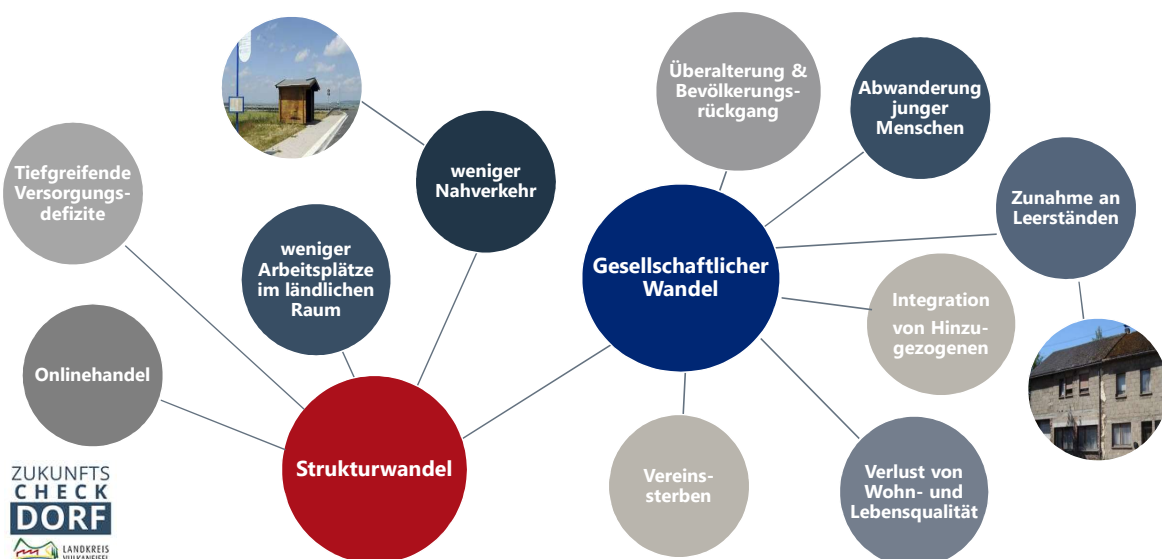 Überalterung &
Bevölkerungs-
rückgang
Abwanderung
junger
Menschen
Tiefgreifende
Versorgungs-
defizite
weniger
Nahverkehr
Zunahme an
Leerständen
weniger
Arbeitsplätze
im ländlichen
Raum
Gesellschaftlicher
Wandel
Integration
von Hinzu-
gezogenen
Onlinehandel
Strukturwandel
Vereins-
sterben
Verlust von
Wohn- und
Lebensqualität
ZUKUNFTS
CHECK
DORF
LANDKREIS
VULKANEIFEL